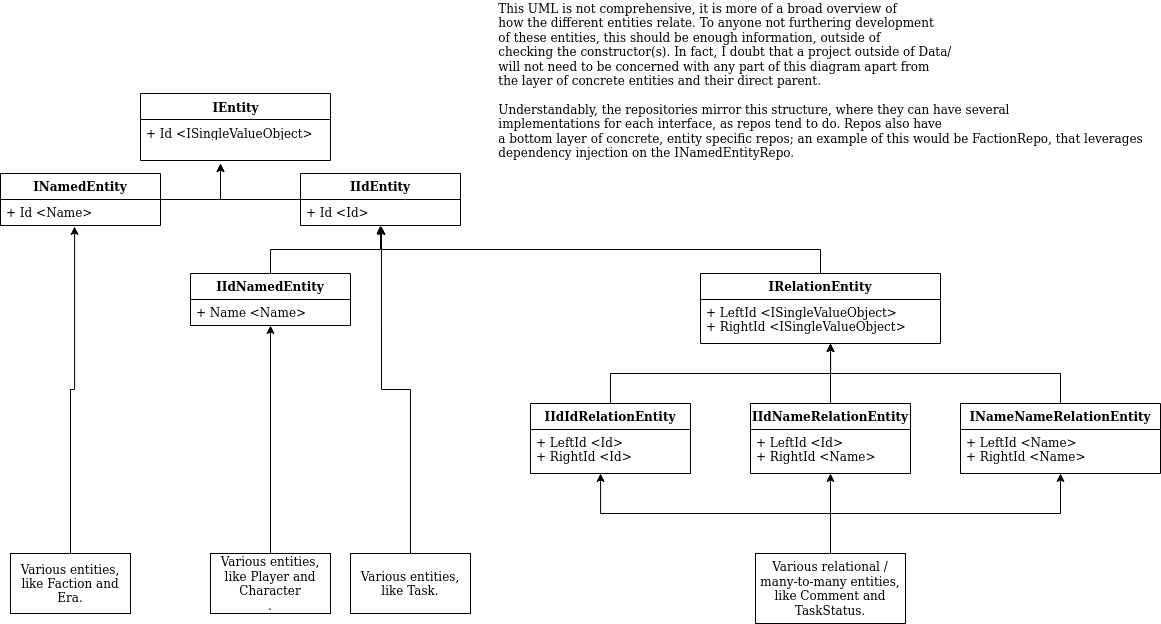 This UML is not comprehensive, it is more of a broad overview of
how the different entities relate. To anyone not furthering development
of these entities, this should be enough information, outside of
checking the constructor(s). In fact, I doubt that a project outside of Data/
will not need to be concerned with any part of this diagram apart from
the layer of concrete entities and their direct parent.
Understandably, the repositories mirror this structure, where they can have several
implementations for each interface, as repos tend to do. Repos also have
a bottom layer of concrete, entity specific repos; an example of this would be FactionRepo, that leverages
dependency injection on the INamedEntityRepo.
IEntity
+ Id <ISingleValueObject>
INamedEntity
+ Id <Name>
IIdEntity
+ Id <Id>
IIdNamedEntity
+ Name <Name>
IRelationEntity
+ LeftId <ISingleValueObject>
+ RightId <ISingleValueObject>
IIdIdRelationEntity
+ LeftId <Id>
+ RightId <Id>
IIdNameRelationEntity
+ LeftId <Id>
+ RightId <Name>
INameNameRelationEntity
+ LeftId <Name>
+ RightId <Name>
Various entities,
like Faction and
Era.
Various entities,
like Player and
Character
.
Various entities,
like Task.
Various relational /
many-to-many entities,
like Comment and
TaskStatus.